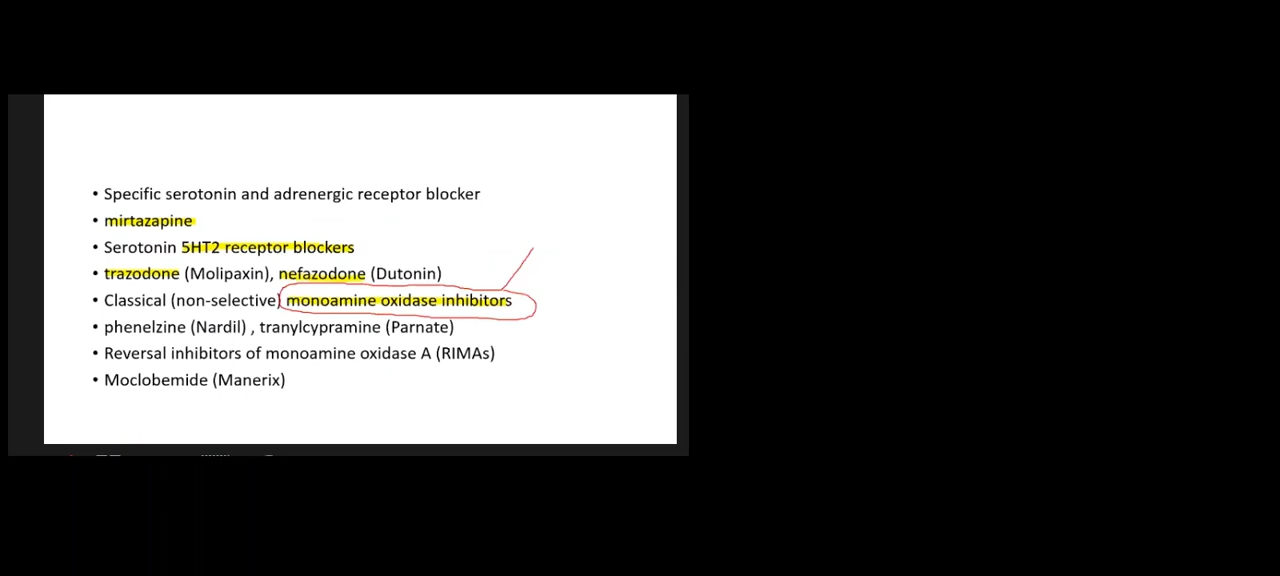 • Specific serotonin and adrenergic receptor blocker
• mirtazapine
• Serotonin 5HT2 receptor blockers
• trazodone (Molipaxin), nefazodone (Dutonin)
• Classical (non-selective) monoamine oxidase inhibitors
• phenelzine (Nardil) , tranylcypramine (Parnate)
• Reversal inhibitors of monoamine oxidase A (RIMAs)
• Moclobemide (Manerix)